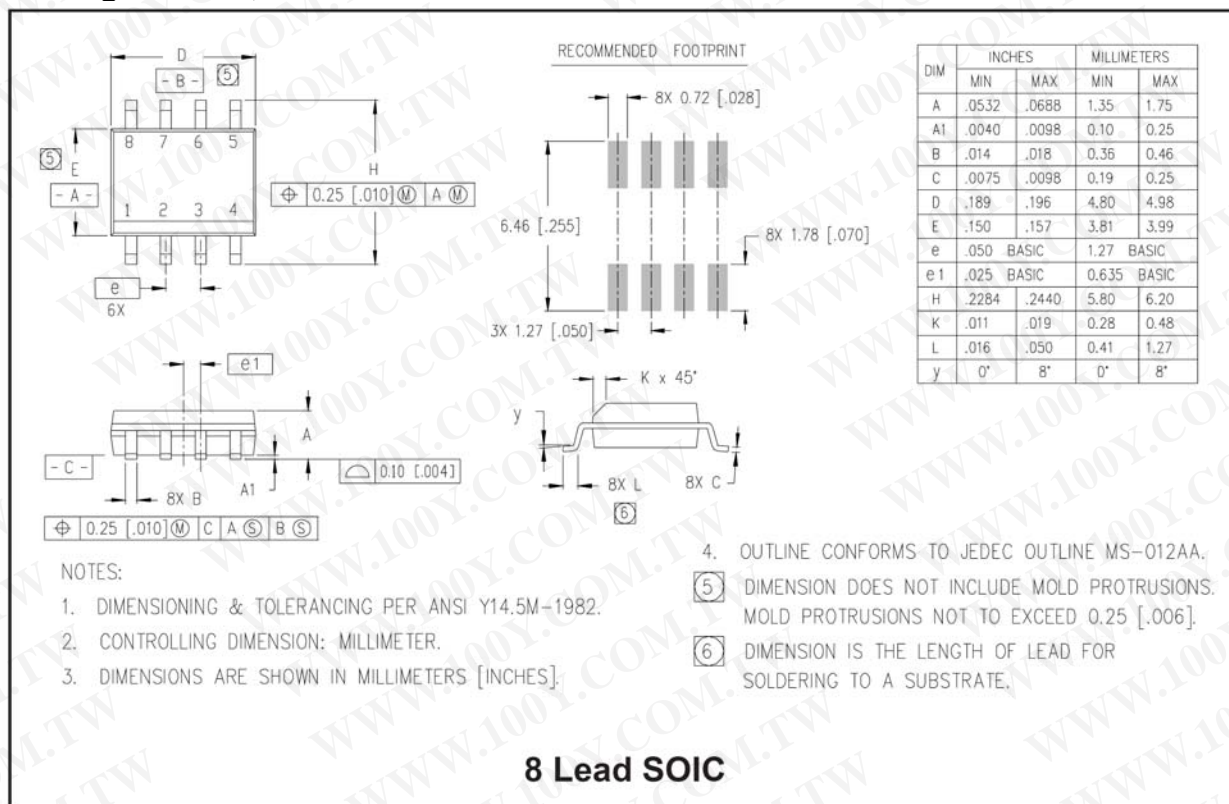 D
- B - 5
8 7 6 5
5 E
- A -
H
⌖ 0.25 [.010] Ⓜ A Ⓜ
1 2 3 4
e
6X
RECOMMENDED FOOTPRINT
8X 0.72 [.028]
6.46 [.255]
8X 1.78 [.070]
3X 1.27 [.050]
DIM INCHES MILLIMETERS
MIN MAX MIN MAX
A .0532 .0688 1.35 1.75
A1 .0040 .0098 0.10 0.25
B .014 .018 0.36 0.46
C .0075 .0098 0.19 0.25
D .189 .196 4.80 4.98
E .150 .157 3.81 3.99
e .050 BASIC 1.27 BASIC
e1 .025 BASIC 0.635 BASIC
H .2284 .2440 5.80 6.20
K .011 .019 0.28 0.48
L .016 .050 0.41 1.27
y 0° 8° 0° 8°
e1
A
- C -
8X B
A1
⌓ 0.10 [.004]
⌖ 0.25 [.010] Ⓜ C A Ⓢ B Ⓢ
K x 45°
y
8X L
6
8X C
NOTES:
1. DIMENSIONING & TOLERANCING PER ANSI Y14.5M-1982.
2. CONTROLLING DIMENSION: MILLIMETER.
3. DIMENSIONS ARE SHOWN IN MILLIMETERS [INCHES].
4. OUTLINE CONFORMS TO JEDEC OUTLINE MS-012AA.
5 DIMENSION DOES NOT INCLUDE MOLD PROTRUSIONS.
MOLD PROTRUSIONS NOT TO EXCEED 0.25 [.006].
6 DIMENSION IS THE LENGTH OF LEAD FOR
SOLDERING TO A SUBSTRATE.
8 Lead SOIC
WWW.100Y.COM.TW